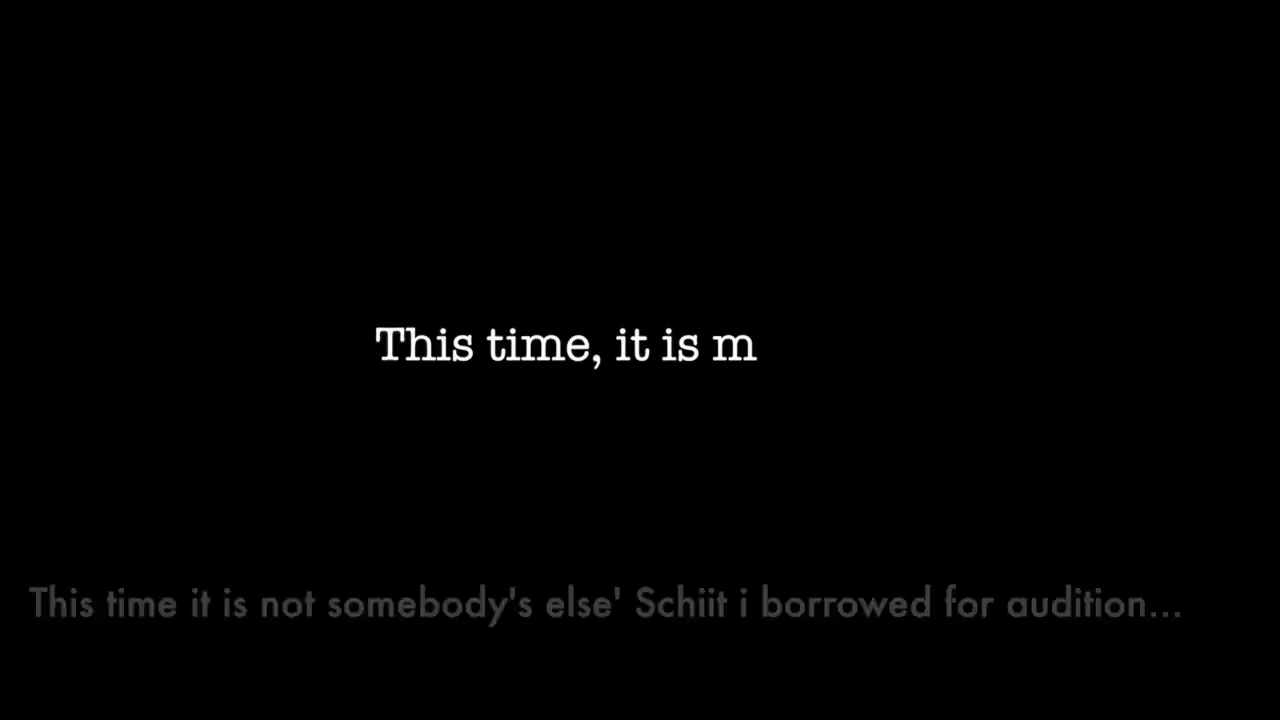 This time, it is m
This time it is not somebody's else' Schiit i borrowed for audition...